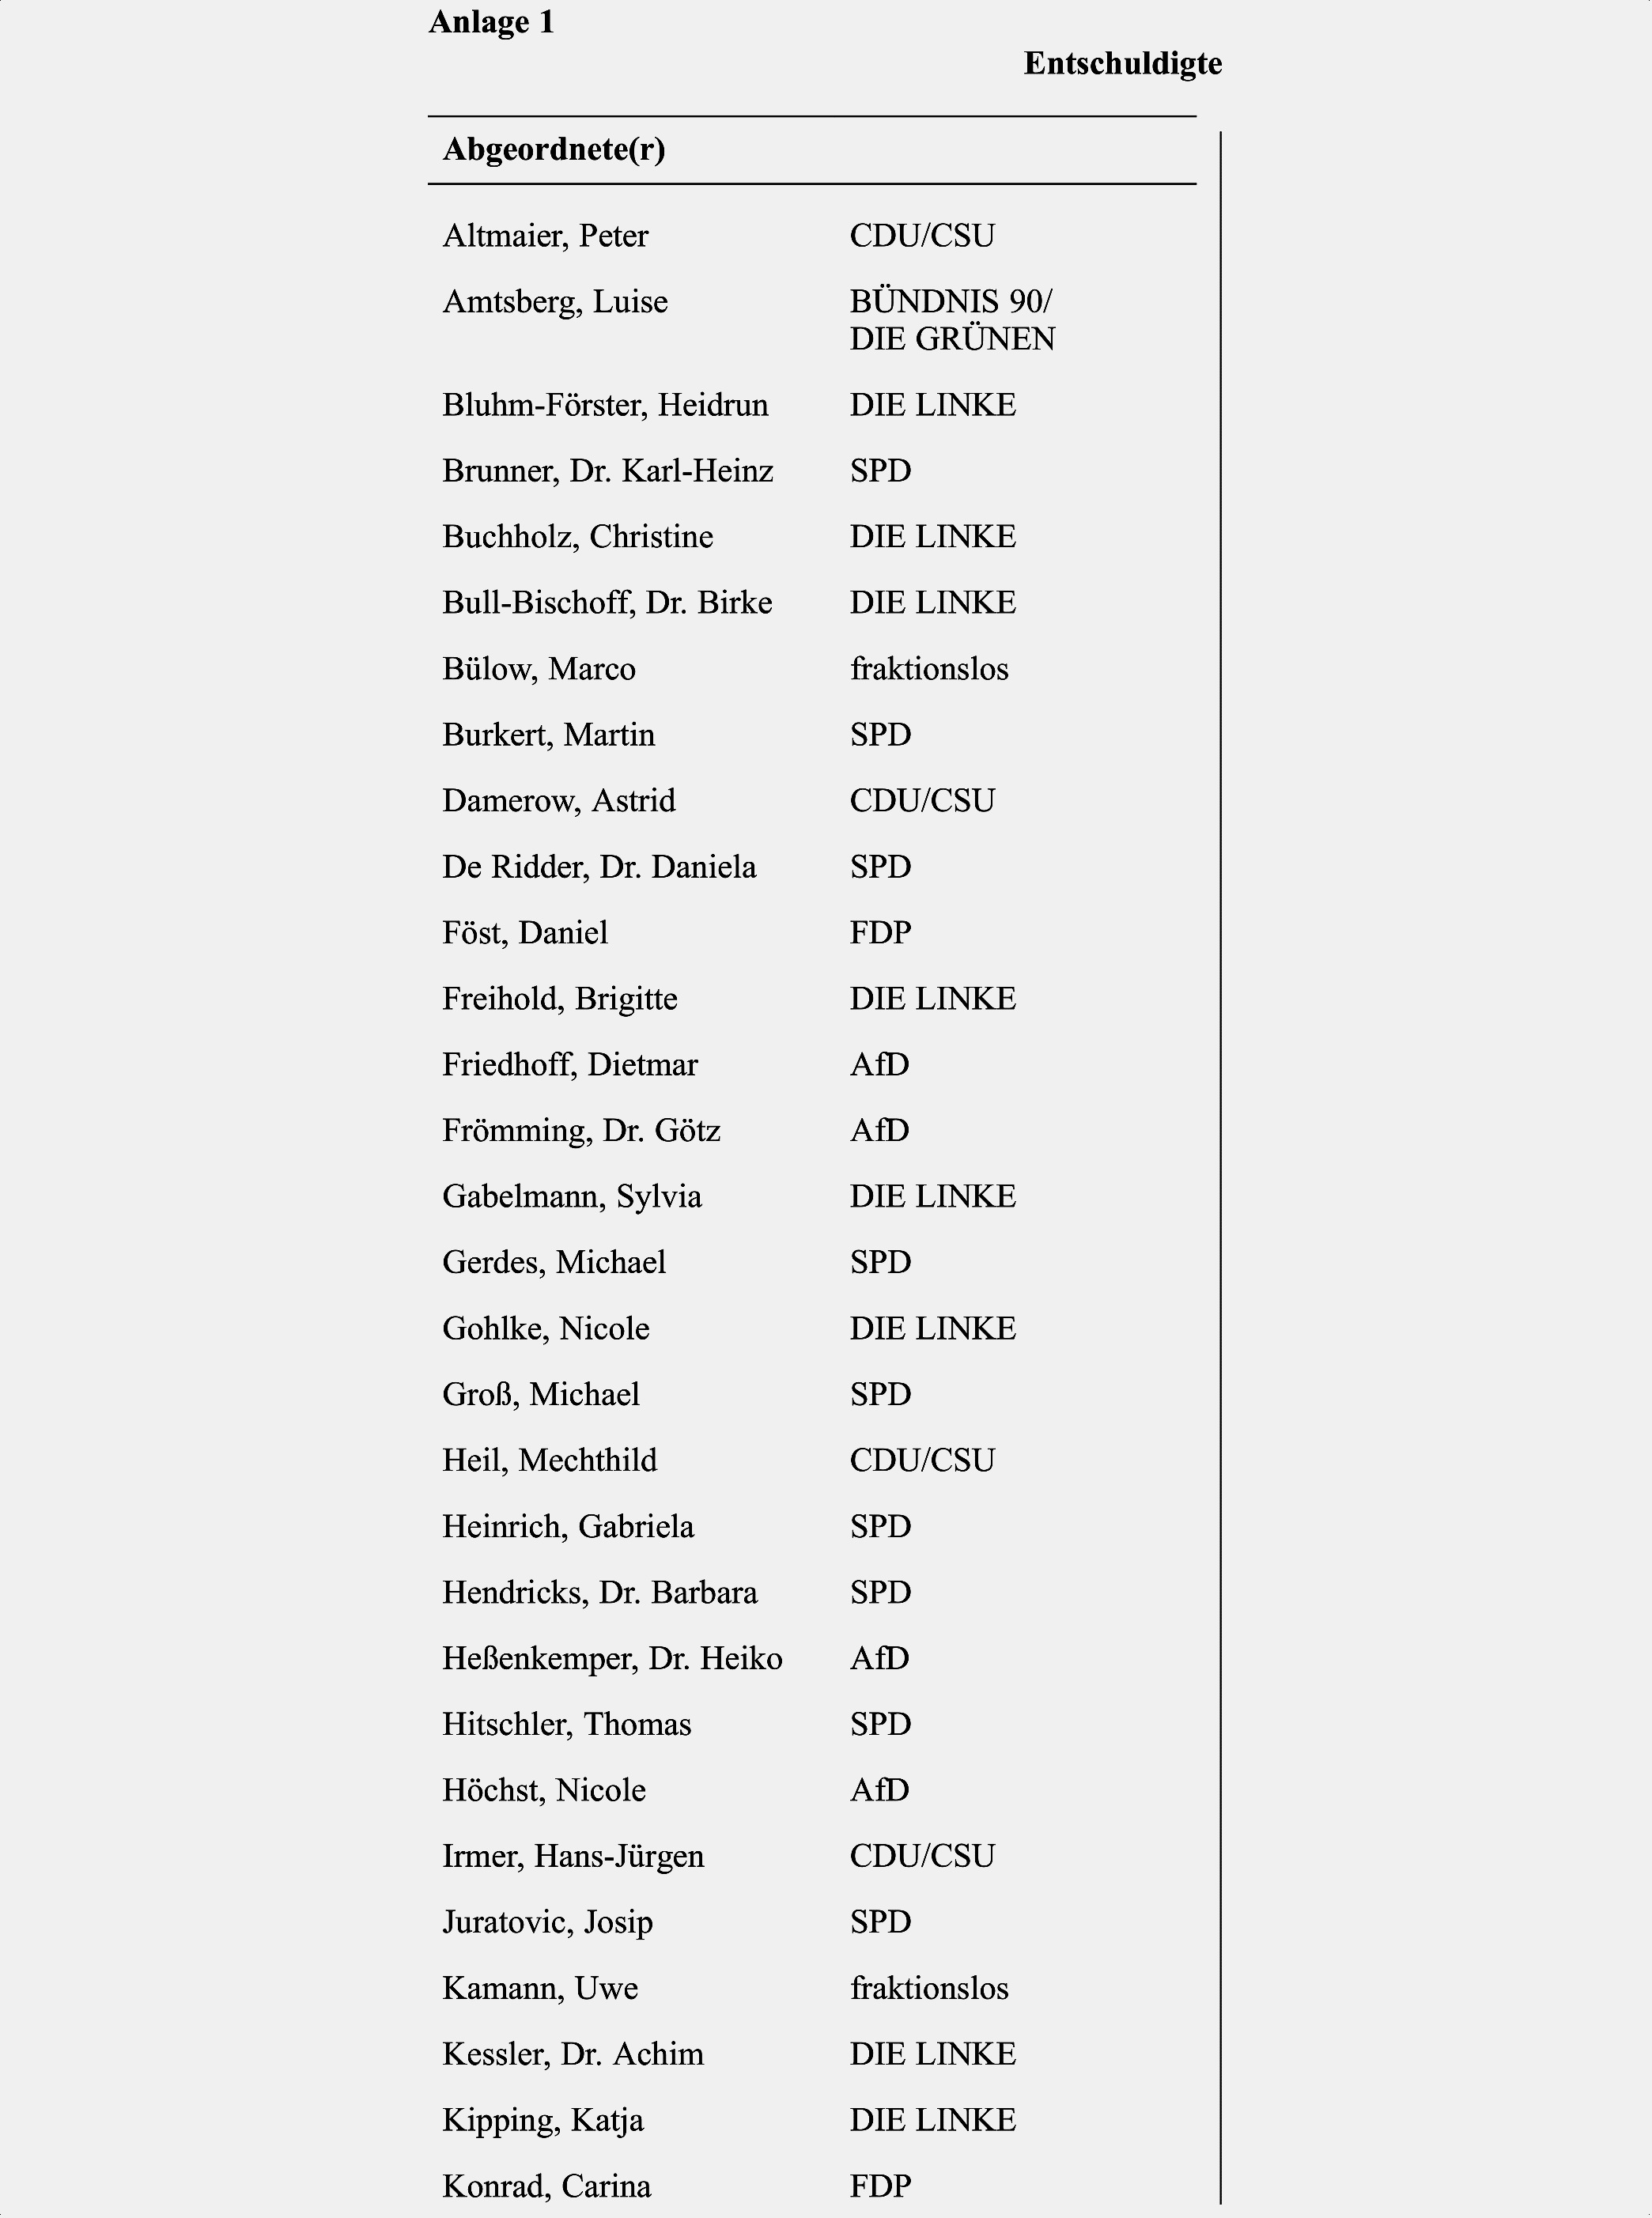 Anlage 1
Entschuldigte
Abgeordnete(r)
Altmaier, Peter CDU/CSU
Amtsberg, Luise BÜNDNIS 90/
DIE GRÜNEN
Bluhm-Förster, Heidrun DIE LINKE
Brunner, Dr. Karl-Heinz SPD
Buchholz, Christine DIE LINKE
Bull-Bischoff, Dr. Birke DIE LINKE
Bülow, Marco fraktionslos
Burkert, Martin SPD
Damerow, Astrid CDU/CSU
De Ridder, Dr. Daniela SPD
Föst, Daniel FDP
Freihold, Brigitte DIE LINKE
Friedhoff, Dietmar AfD
Frömming, Dr. Götz AfD
Gabelmann, Sylvia DIE LINKE
Gerdes, Michael SPD
Gohlke, Nicole DIE LINKE
Groß, Michael SPD
Heil, Mechthild CDU/CSU
Heinrich, Gabriela SPD
Hendricks, Dr. Barbara SPD
Heßenkemper, Dr. Heiko AfD
Hitschler, Thomas SPD
Höchst, Nicole AfD
Irmer, Hans-Jürgen CDU/CSU
Juratovic, Josip SPD
Kamann, Uwe fraktionslos
Kessler, Dr. Achim DIE LINKE
Kipping, Katja DIE LINKE
Konrad, Carina FDP